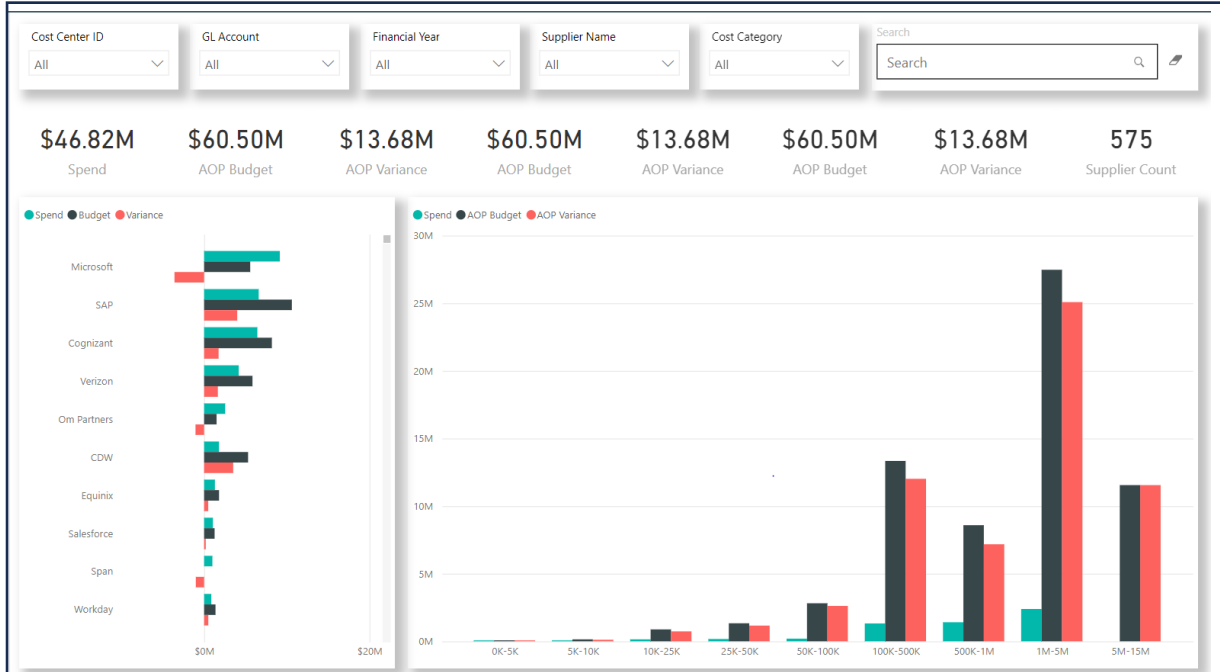 Cost Center ID GL Account Financial Year Supplier Name Cost Category Search
All All All All All Search
$46.82M $60.50M $13.68M $60.50M $13.68M $60.50M $13.68M 575
Spend AOP Budget AOP Variance AOP Budget AOP Variance AOP Budget AOP Variance Supplier Count
Spend Budget Variance
Microsoft
SAP
Cognizant
Verizon
Om Partners
CDW
Equinix
Salesforce
Span
Workday
$0M $20M
Spend AOP Budget AOP Variance
30M
25M
20M
15M
10M
5M
0M
0K-5K 5K-10K 10K-25K 25K-50K 50K-100K 100K-500K 500K-1M 1M-5M 5M-15M